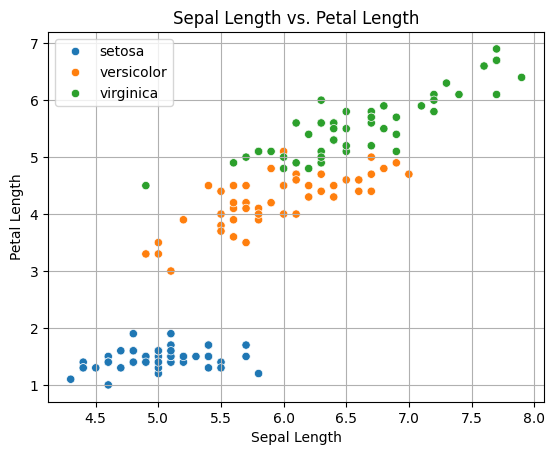 Sepal Length vs. Petal Length
setosa
versicolor
virginica
7
6
5
4
3
2
1
Petal Length
4.5 5.0 5.5 6.0 6.5 7.0 7.5 8.0
Sepal Length